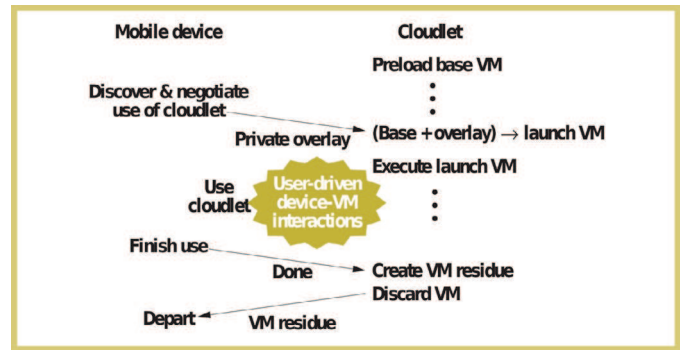 Mobile device
Cloudlet
Preload base VM
Discover & negotiate
use of cloudlet
Private overlay
(Base + overlay) → launch VM
Execute launch VM
Use
cloudlet
User-driven
device-VM
interactions
Finish use
Done
Create VM residue
Discard VM
Depart
VM residue